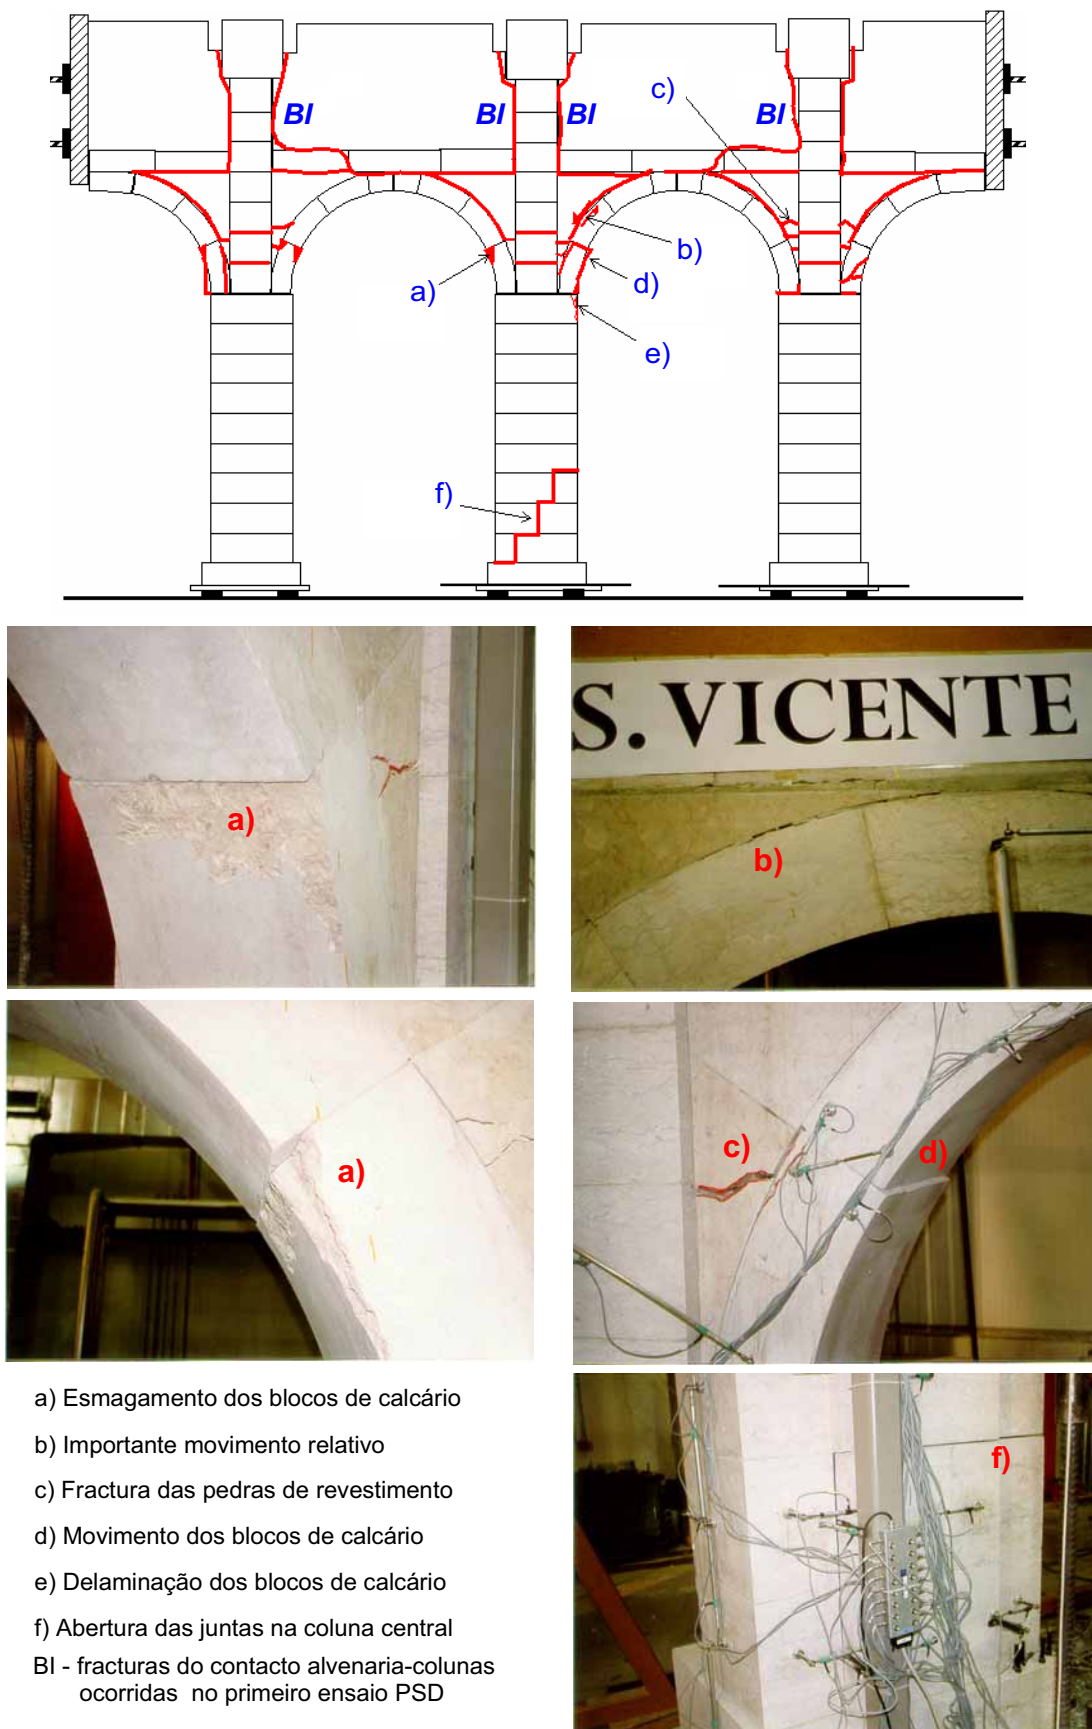 c)
BI
BI
BI
BI
b)
a)
d)
e)
f)
S. VICENTE
a)
b)
a)
c)
d)
a) Esmagamento dos blocos de calcário
b) Importante movimento relativo
c) Fractura das pedras de revestimento
d) Movimento dos blocos de calcário
e) Delaminação dos blocos de calcário
f) Abertura das juntas na coluna central
BI - fracturas do contacto alvenaria-colunas
ocorridas no primeiro ensaio PSD
f)